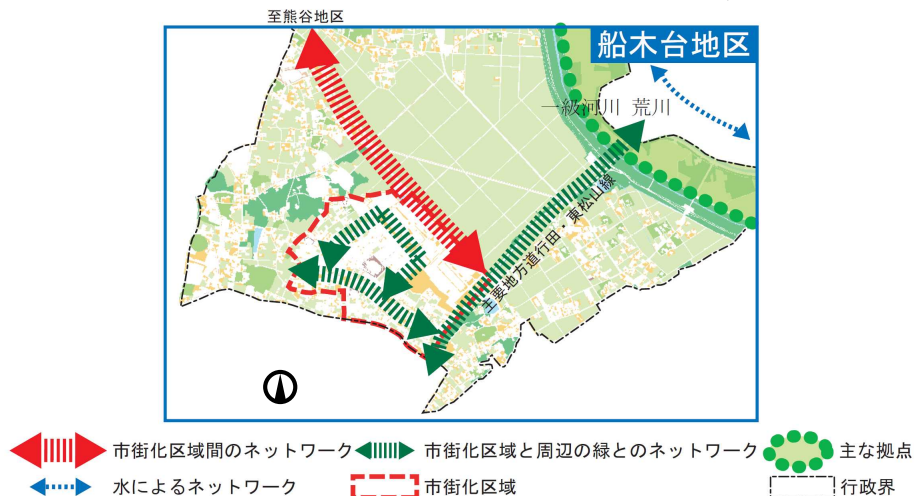 至熊谷地区
船木台地区
一級河川 荒川
主要地方道行田・東松山線
市街化区域間のネットワーク
市街化区域と周辺の緑とのネットワーク
主な拠点
水によるネットワーク
市街化区域
行政界